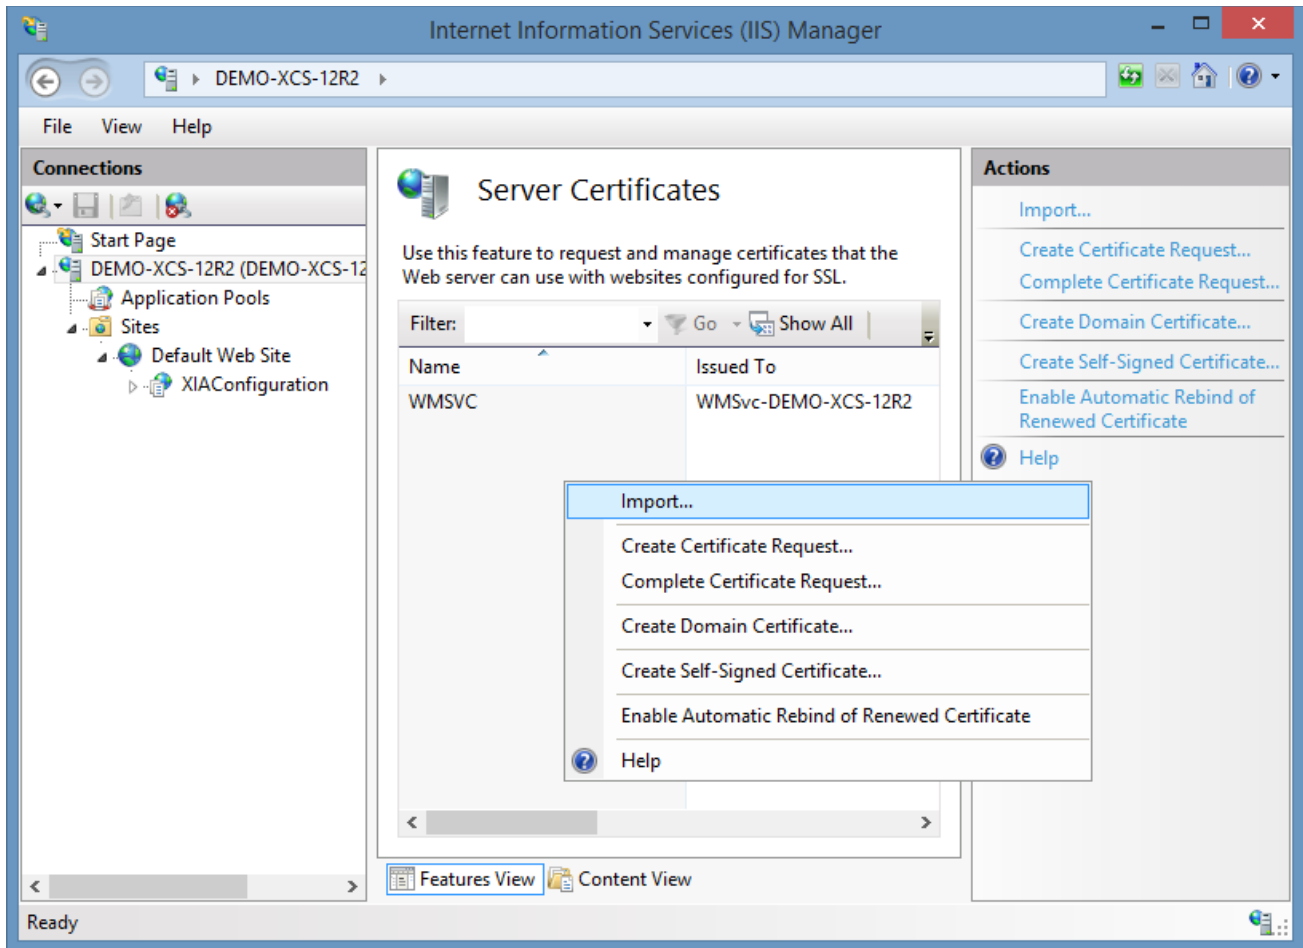 Internet Information Services (IIS) Manager
DEMO-XCS-12R2
File View Help
Connections
Start Page
DEMO-XCS-12R2 (DEMO-XCS-12
Application Pools
Sites
Default Web Site
XIAConfiguration
Server Certificates
Use this feature to request and manage certificates that the
Web server can use with websites configured for SSL.
Filter: Go Show All
Name Issued To
WMSVC WMSvc-DEMO-XCS-12R2
Import...
Create Certificate Request...
Complete Certificate Request...
Create Domain Certificate...
Create Self-Signed Certificate...
Enable Automatic Rebind of Renewed Certificate
Help
Features View Content View
Actions
Import...
Create Certificate Request...
Complete Certificate Request...
Create Domain Certificate...
Create Self-Signed Certificate...
Enable Automatic Rebind of
Renewed Certificate
Help
Ready